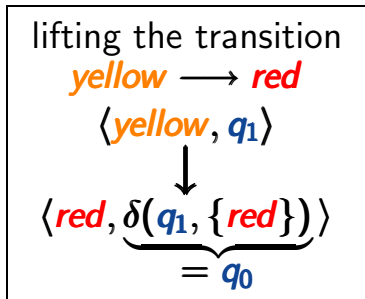 lifting the transition
yellow ⟶ red
⟨yellow, q₁⟩
↓
⟨red, δ(q₁, {red})⟩
= q₀